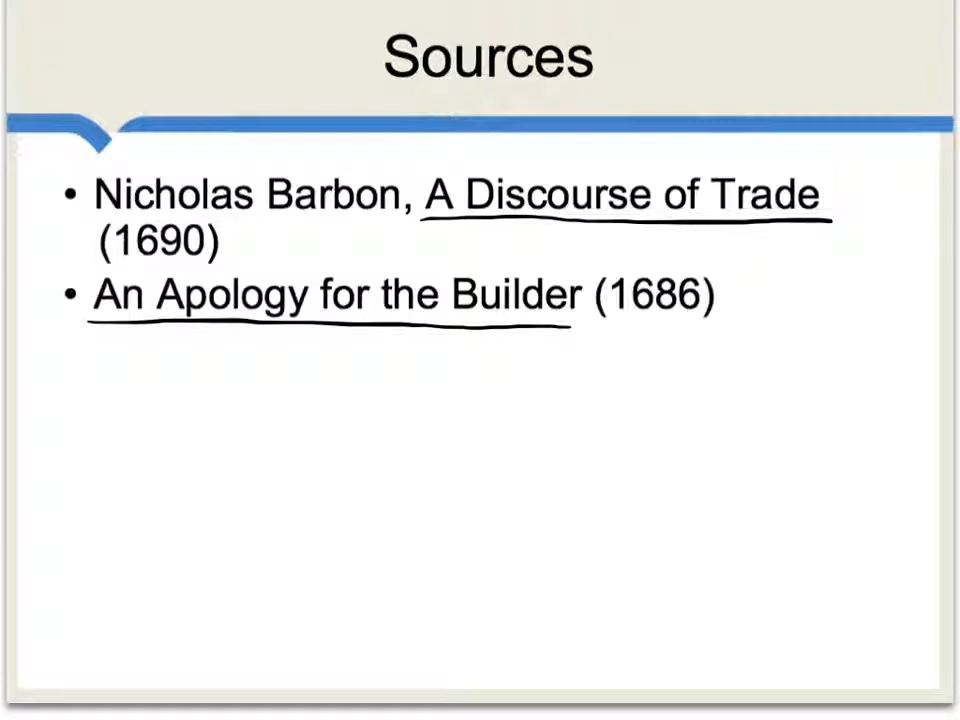 Sources
• Nicholas Barbon, A Discourse of Trade
(1690)
• An Apology for the Builder (1686)